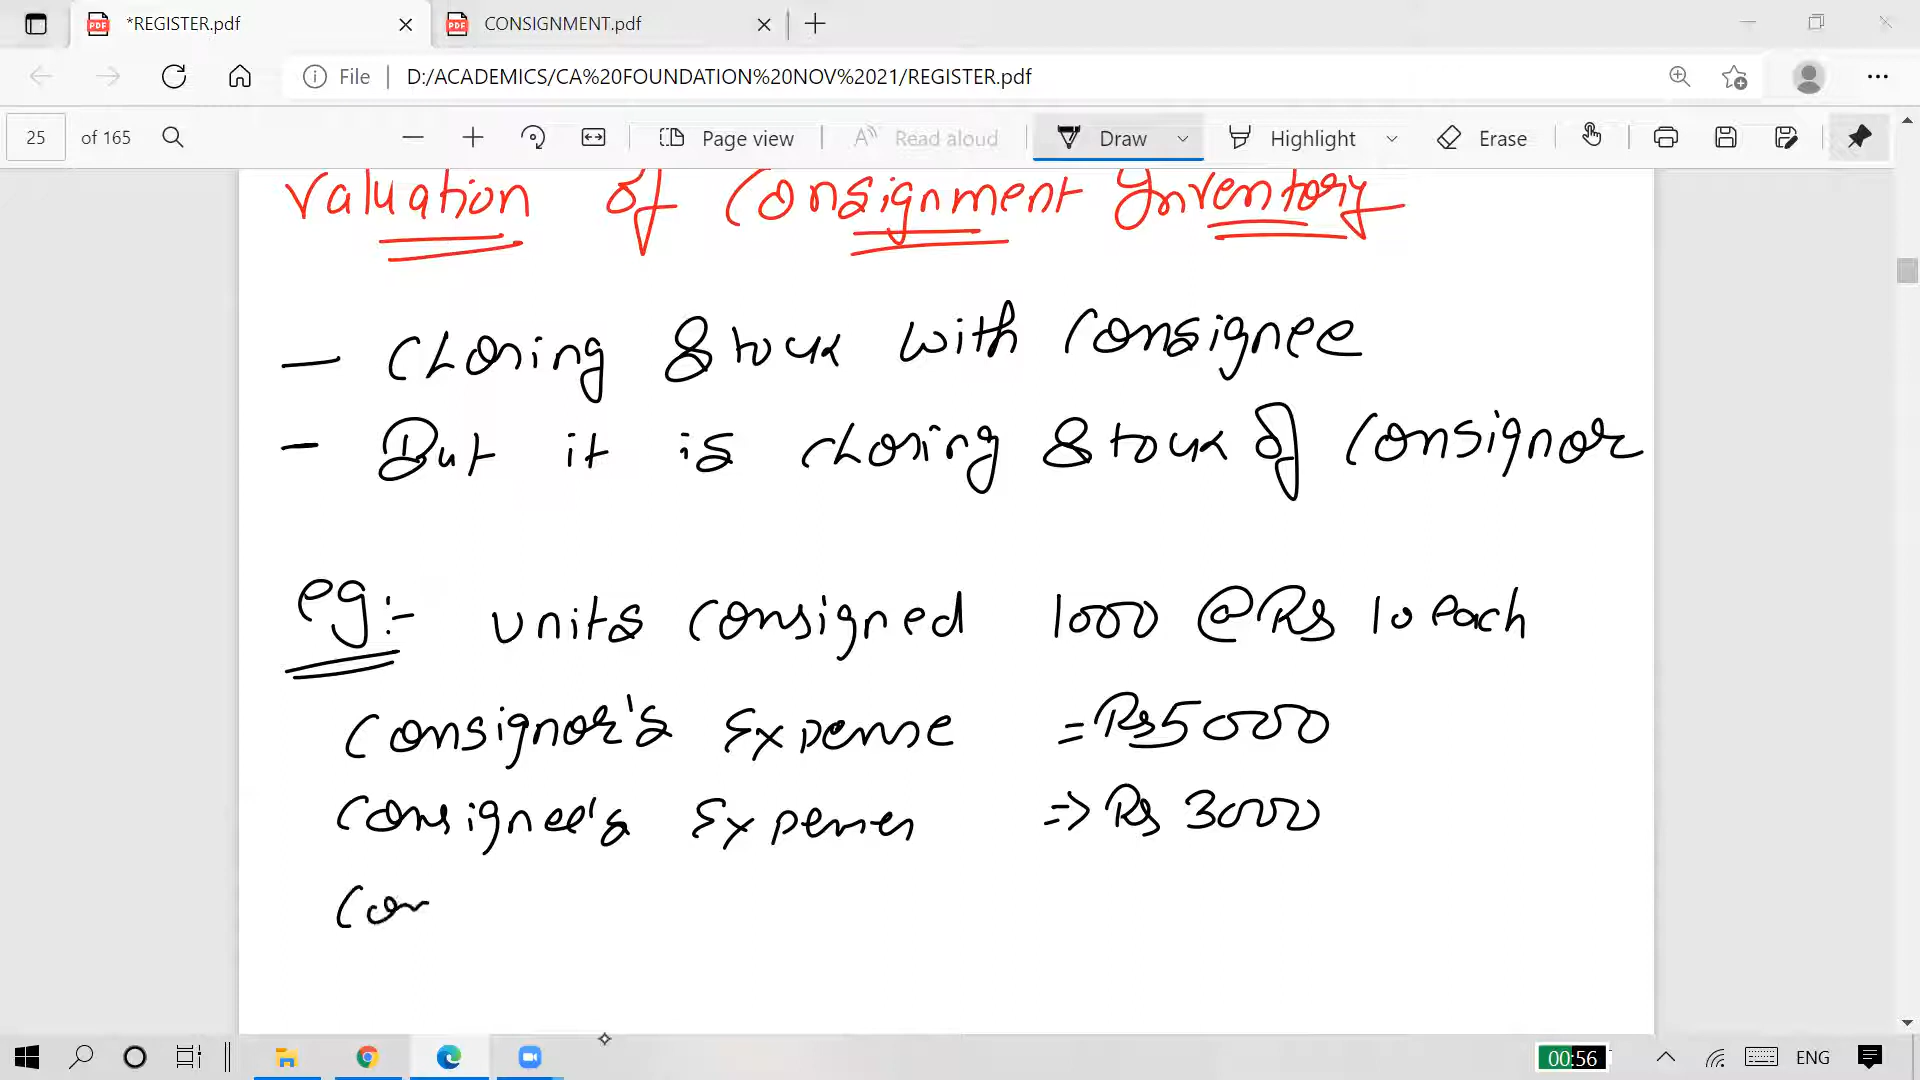 *REGISTER.pdf
CONSIGNMENT.pdf
File D:/ACADEMICS/CA%20FOUNDATION%20NOV%2021/REGISTER.pdf
25 of 165 Page view Read aloud Draw Highlight Erase
Valuation of Consignment Inventory
— Closing Stock with Consignee
- But it is closing Stock of Consignor
eg:- units consigned 1000 @ Rs 10 each
Consignor's Expense = Rs 5000
Consignee's Expenses => Rs 3000
Con
00:56 ENG